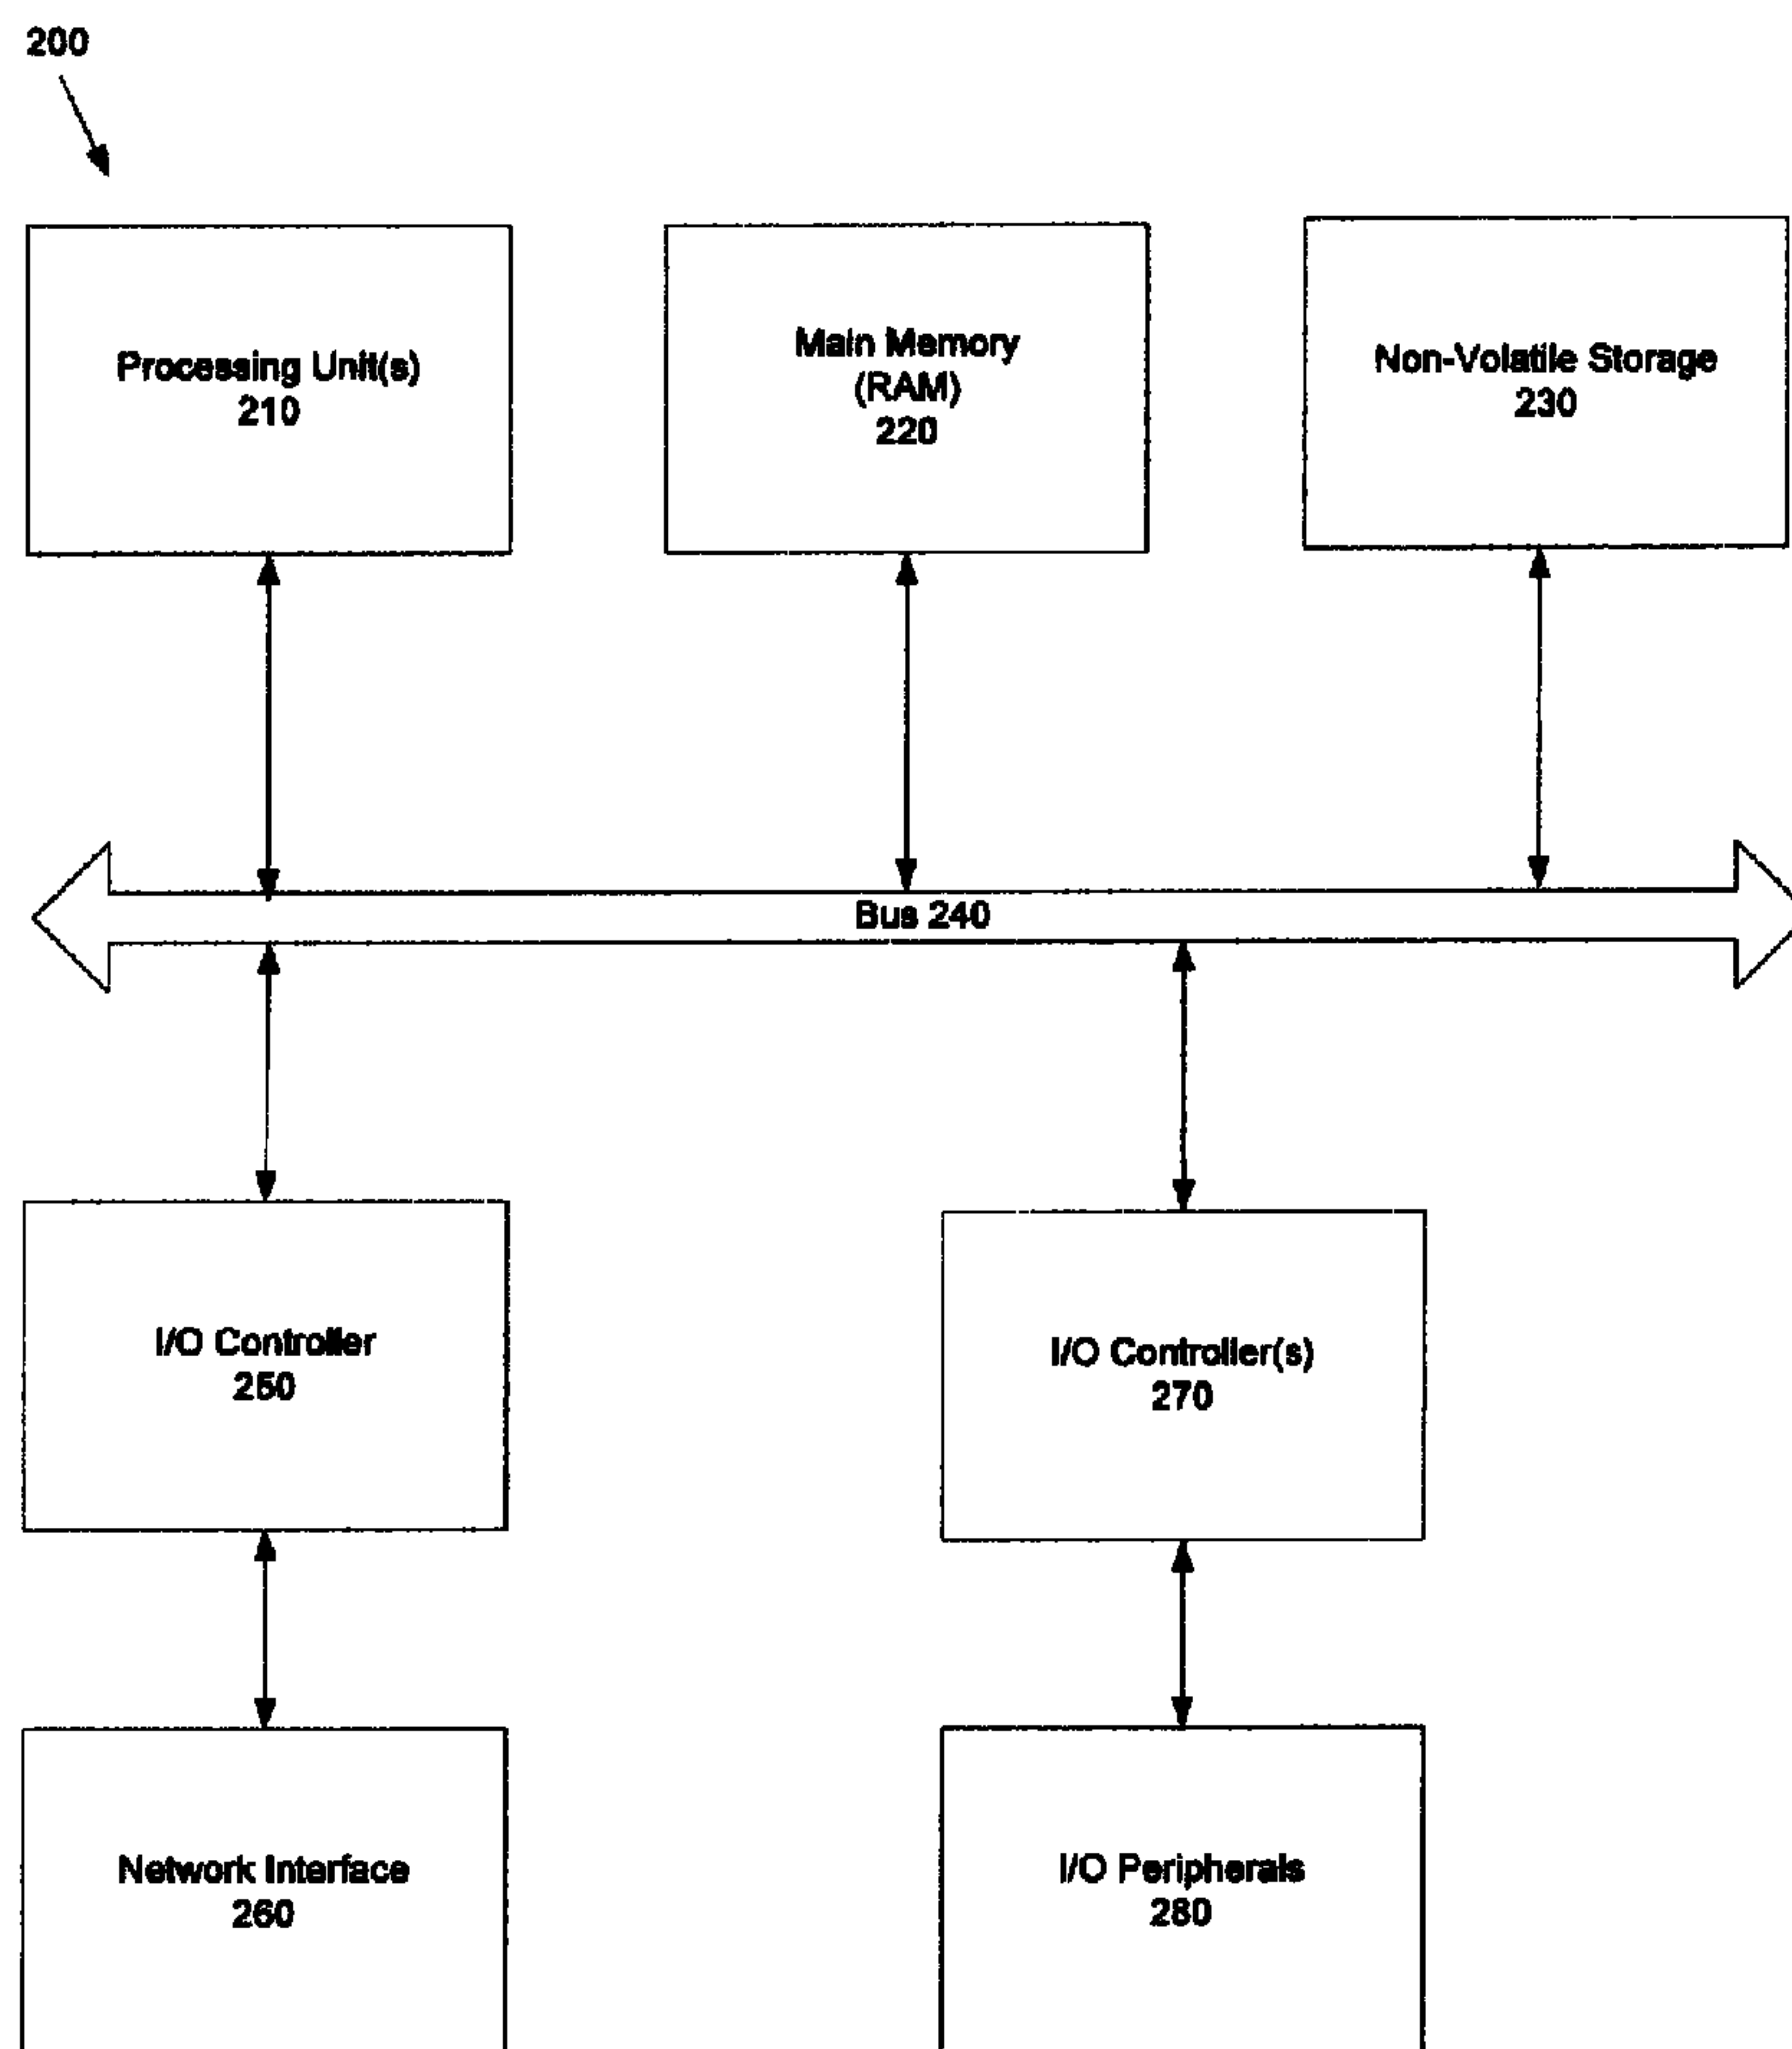 200
Processing Unit(s)
210
Main Memory
(RAM)
220
Non-Volatile Storage
230
Bus 240
I/O Controller
250
I/O Controller(s)
270
Network Interface
260
I/O Peripherals
280